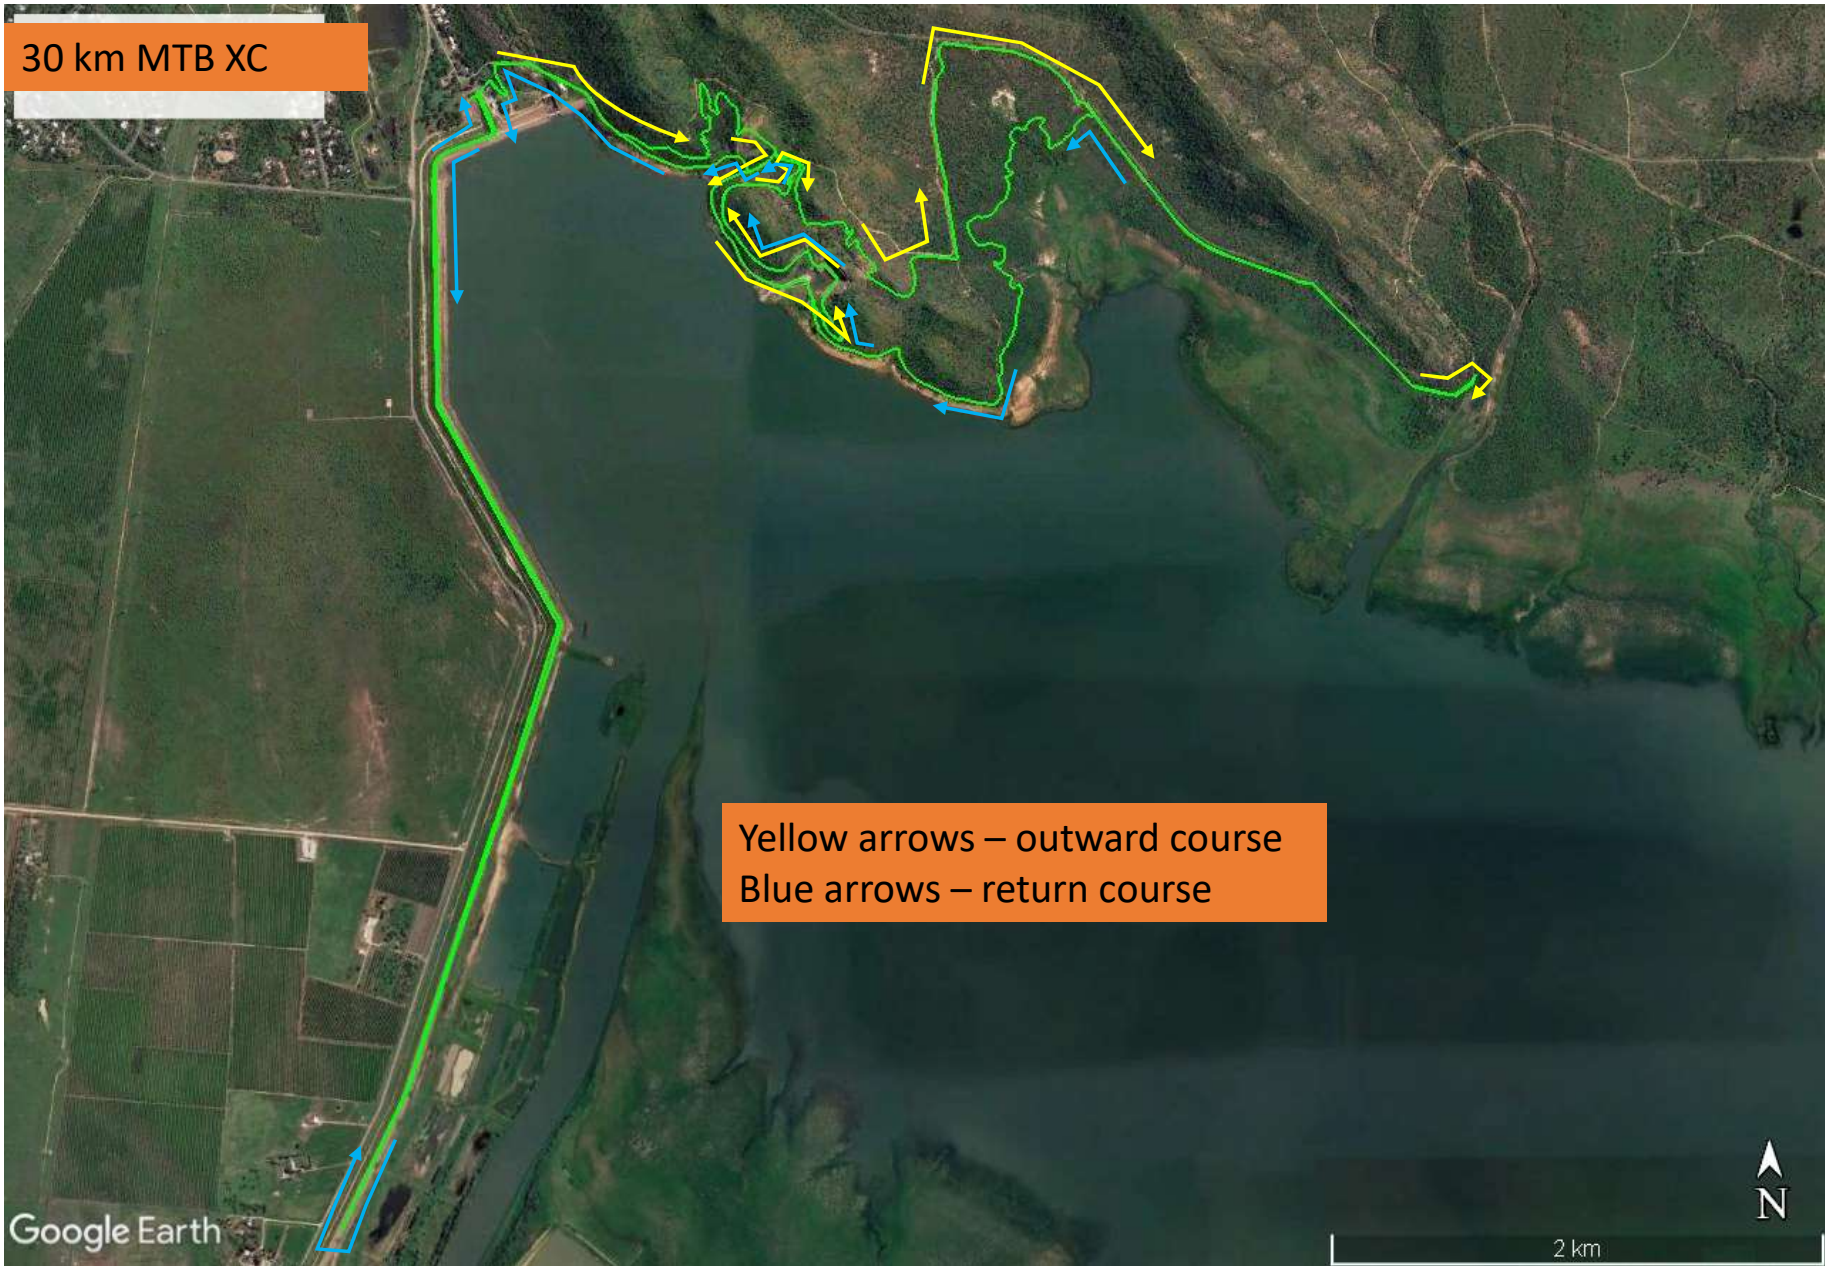 30 km MTB XC
Yellow arrows – outward course
Blue arrows – return course
N
Google Earth
2 km